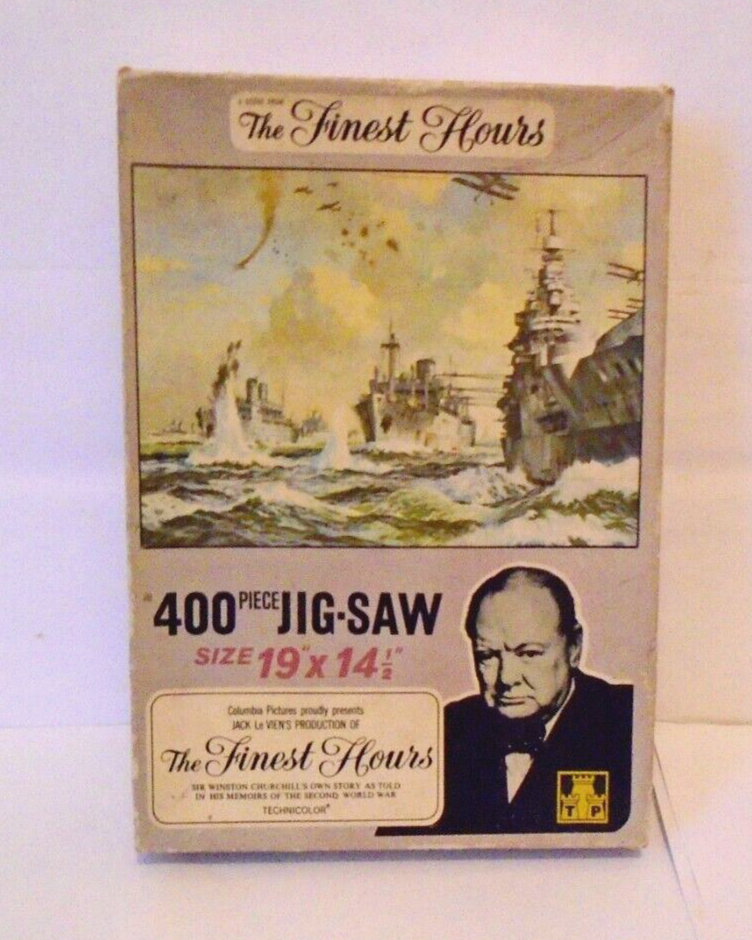 A SCENE FROM
The Finest Hours
400 PIECE JIG-SAW
SIZE 19" x 14½"
Columbia Pictures proudly presents
JACK Le VIEN'S PRODUCTION OF
The Finest Hours
SIR WINSTON CHURCHILL'S OWN STORY AS TOLD
IN HIS MEMOIRS OF THE SECOND WORLD WAR
TECHNICOLOR®
T P